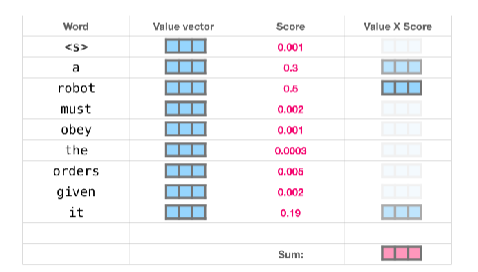 Word Value vector Score Value X Score
<s> 0.001
a 0.3
robot 0.5
must 0.002
obey 0.001
the 0.0003
orders 0.005
given 0.002
it 0.19
Sum: